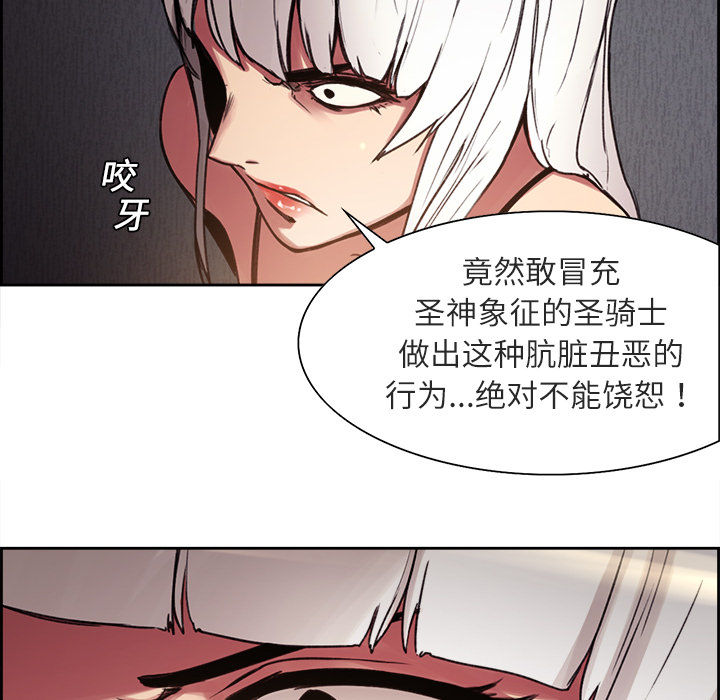 咬
牙
竟然敢冒充
圣神象征的圣骑士
做出这种肮脏丑恶的
行为...绝对不能饶恕！